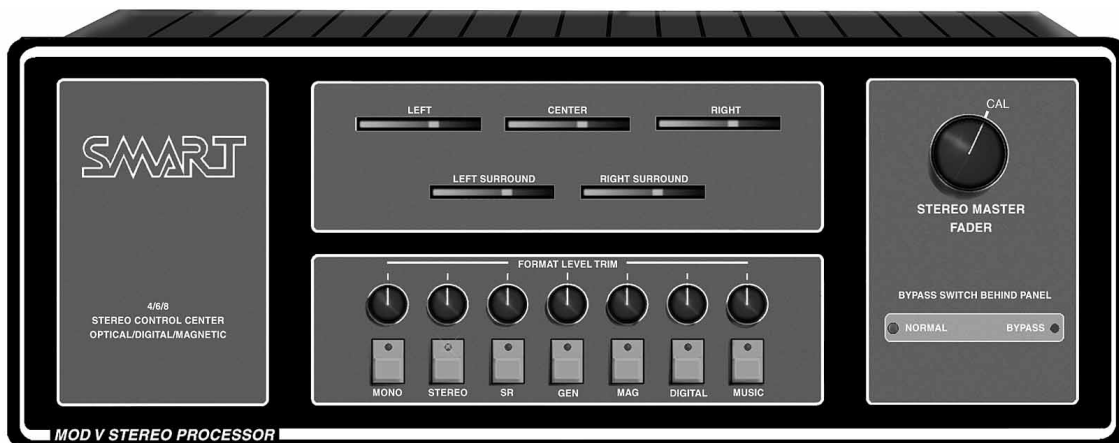 SMART
4/6/8
STEREO CONTROL CENTER
OPTICAL/DIGITAL/MAGNETIC
LEFT
CENTER
RIGHT
LEFT SURROUND
RIGHT SURROUND
FORMAT LEVEL TRIM
MONO STEREO SR GEN MAG DIGITAL MUSIC
CAL
STEREO MASTER
FADER
BYPASS SWITCH BEHIND PANEL
NORMAL BYPASS
MOD V STEREO PROCESSOR